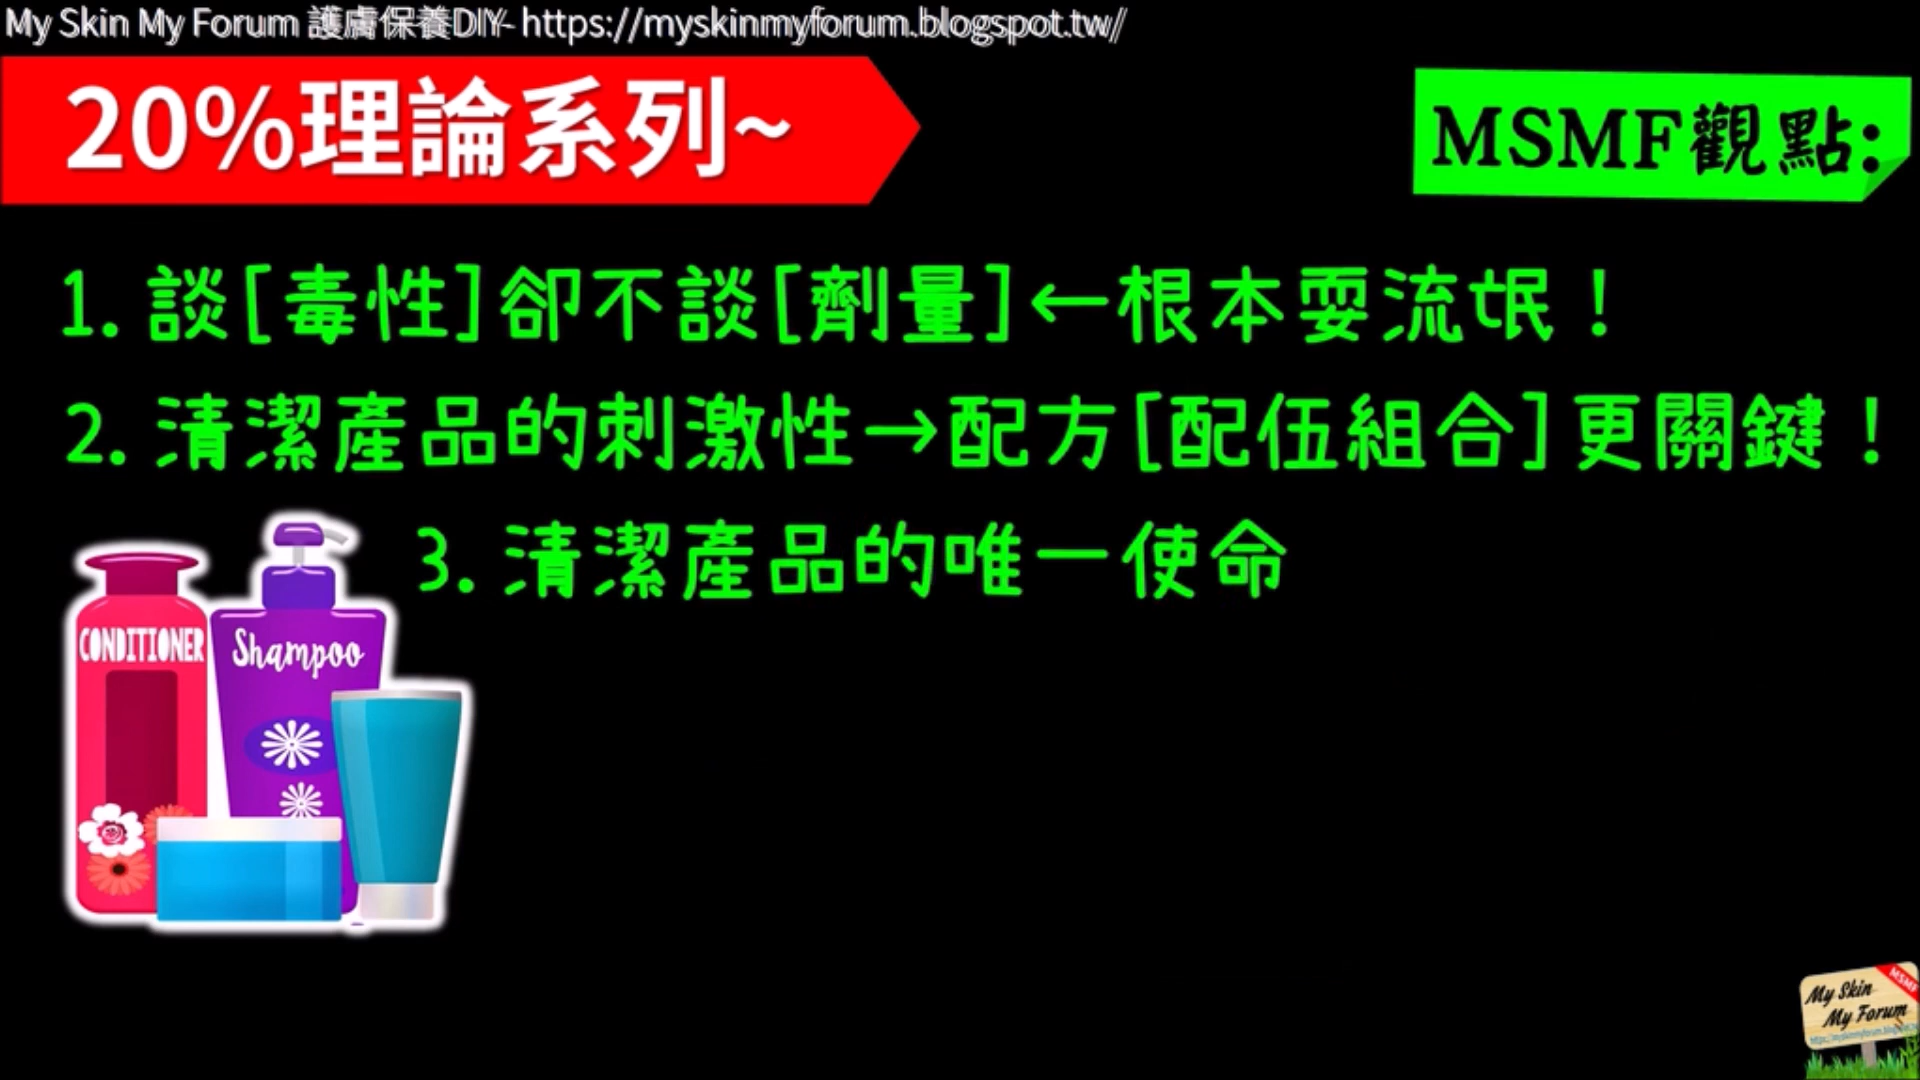 My Skin My Forum 護膚保養DIY- https://myskinmyforum.blogspot.tw/
20%理論系列~
MSMF觀點:
1. 談[毒性]卻不談[劑量]←根本耍流氓！
2. 清潔產品的刺激性→配方[配伍組合]更關鍵！
3. 清潔產品的唯一使命
CONDITIONER
Shampoo
MSMF
My Skin
My Forum